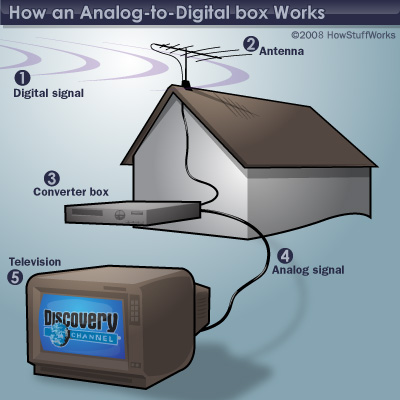 How an Analog-to-Digital box Works
©2008 HowStuffWorks
1
Digital signal
2
Antenna
3
Converter box
4
Analog signal
Television
5
Discovery
CHANNEL